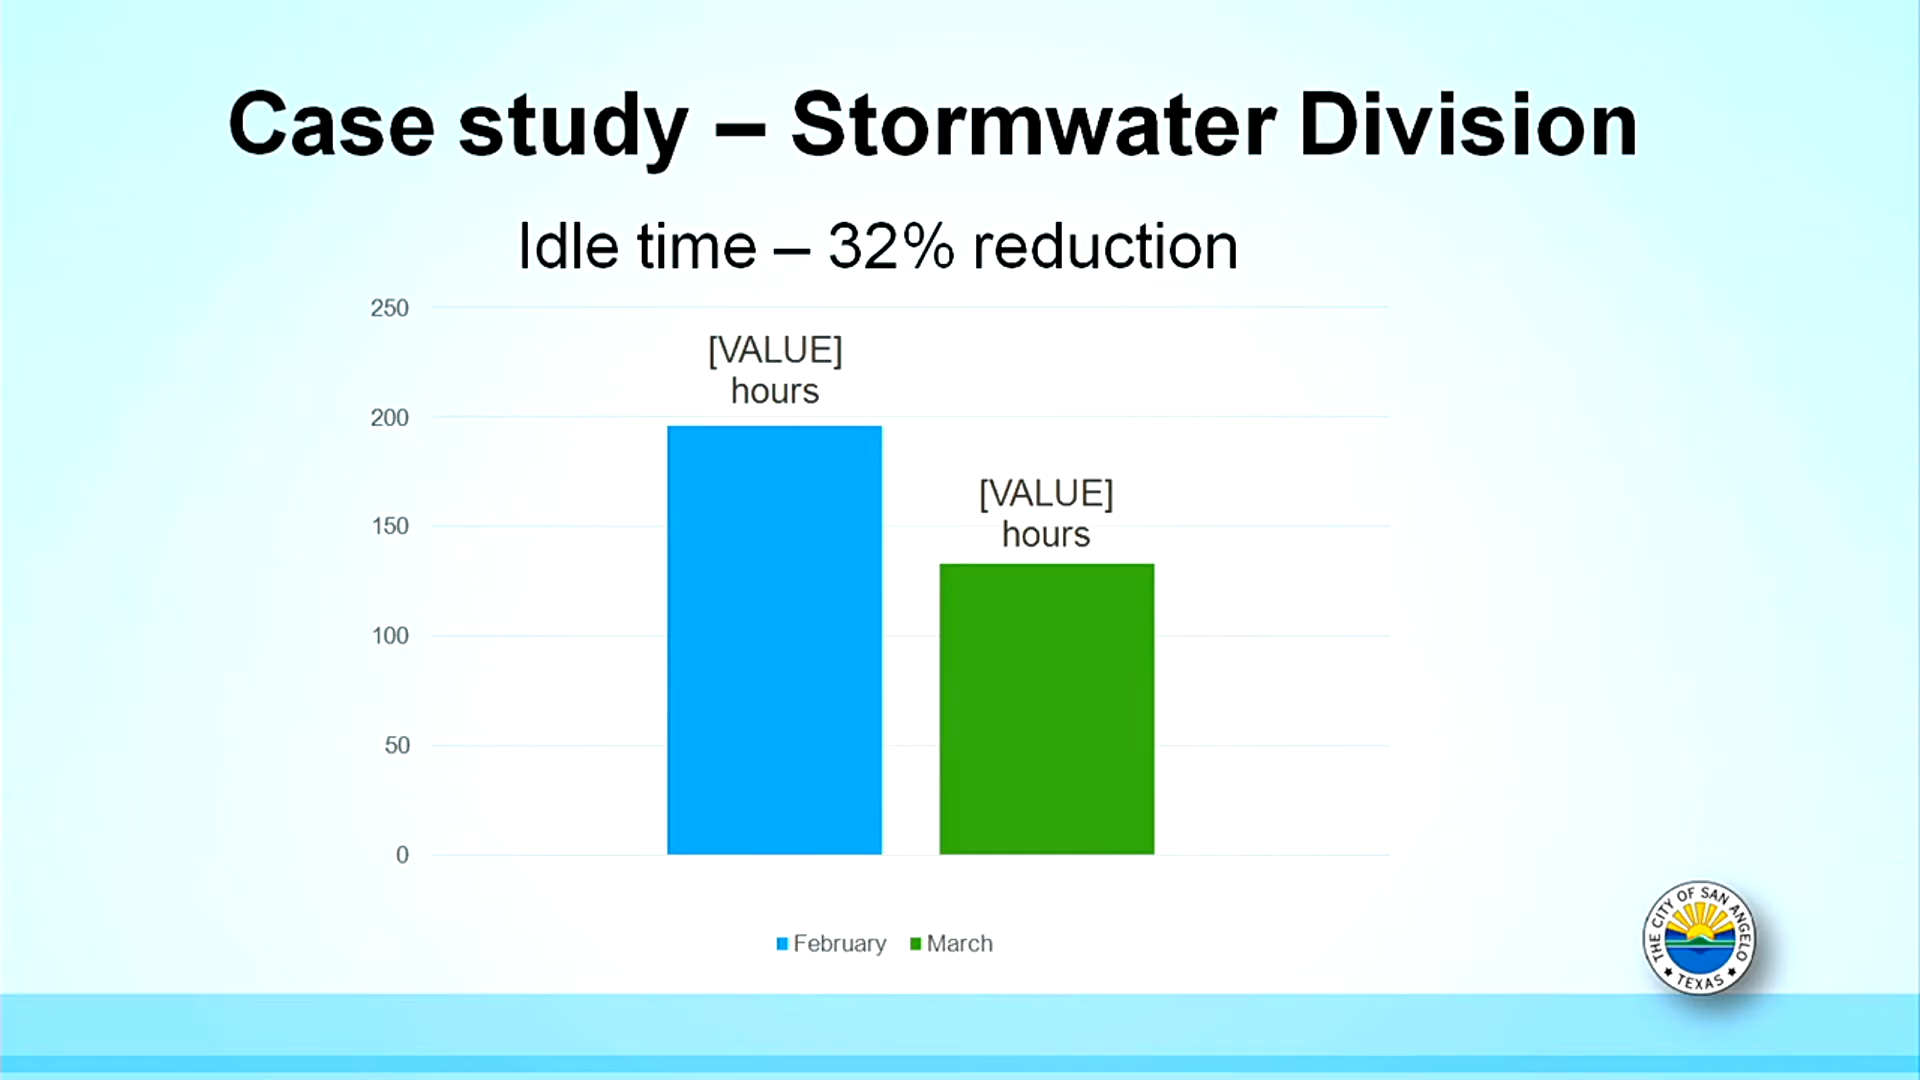 Case study – Stormwater Division
Idle time – 32% reduction
250
[VALUE]
hours
200
[VALUE]
hours
150
100
50
0
February
March
THE CITY OF SAN ANGELO
TEXAS